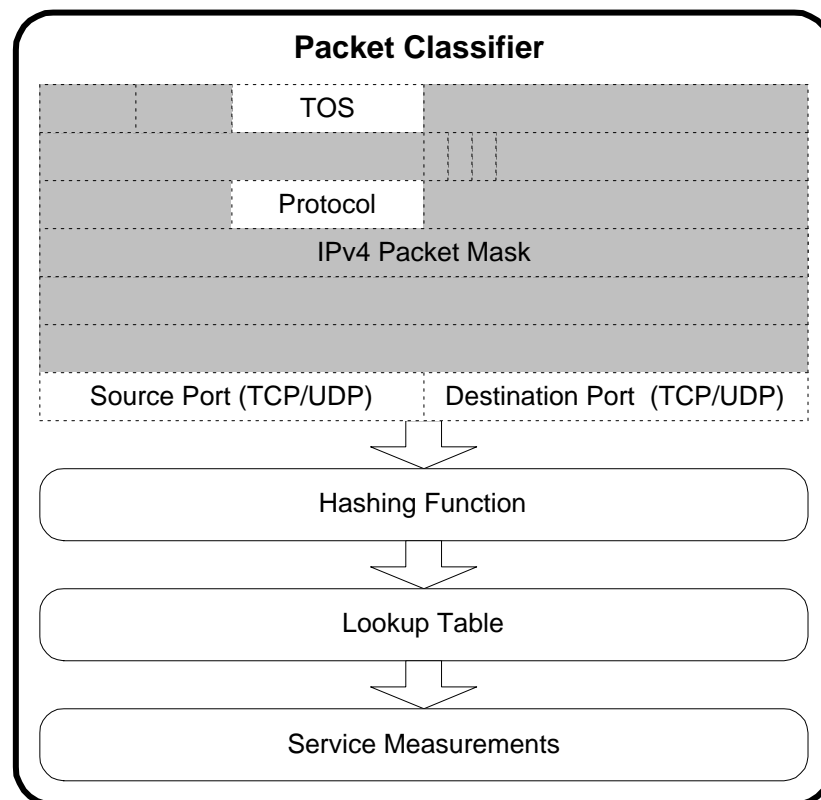 Packet Classifier
TOS
Protocol
IPv4 Packet Mask
Source Port (TCP/UDP)
Destination Port (TCP/UDP)
Hashing Function
Lookup Table
Service Measurements